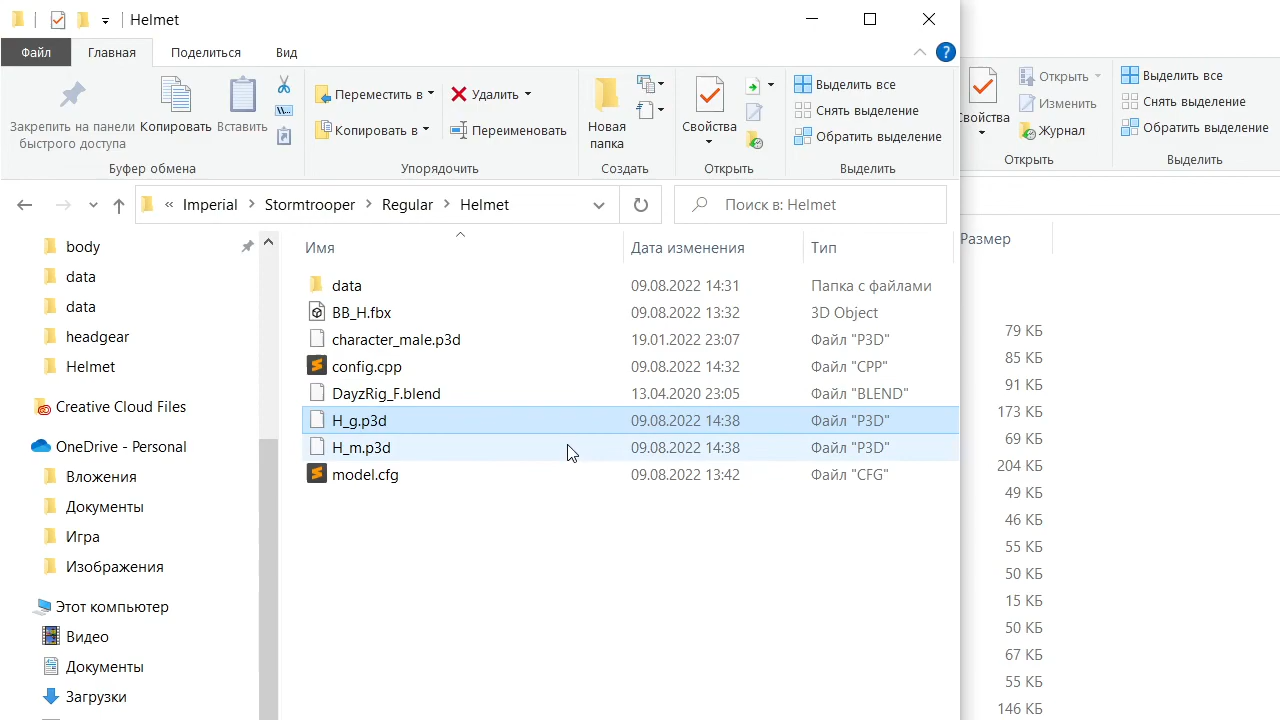 Helmet
Файл Главная Поделиться Вид
Закрепить на панели быстрого доступа
Копировать
Вставить
Буфер обмена
Переместить в
Копировать в
Удалить
Переименовать
Упорядочить
Новая папка
Создать
Свойства
Открыть
Выделить все
Снять выделение
Обратить выделение
Выделить
« Imperial > Stormtrooper > Regular > Helmet
Поиск в: Helmet
body
data
data
headgear
Helmet
Creative Cloud Files
OneDrive - Personal
Вложения
Документы
Игра
Изображения
Этот компьютер
Видео
Документы
Загрузки
Имя Дата изменения Тип
data 09.08.2022 14:31 Папка с файлами
BB_H.fbx 09.08.2022 13:32 3D Object
character_male.p3d 19.01.2022 23:07 Файл "P3D"
config.cpp 09.08.2022 14:32 Файл "CPP"
DayzRig_F.blend 13.04.2020 23:05 Файл "BLEND"
H_g.p3d 09.08.2022 14:38 Файл "P3D"
H_m.p3d 09.08.2022 14:38 Файл "P3D"
model.cfg 09.08.2022 13:42 Файл "CFG"
войства
Открыть
Изменить
Журнал
Открыть
Выделить все
Снять выделение
Обратить выделение
Выделить
Размер
79 КБ
85 КБ
91 КБ
173 КБ
69 КБ
204 КБ
49 КБ
46 КБ
55 КБ
50 КБ
15 КБ
50 КБ
67 КБ
55 КБ
146 КБ